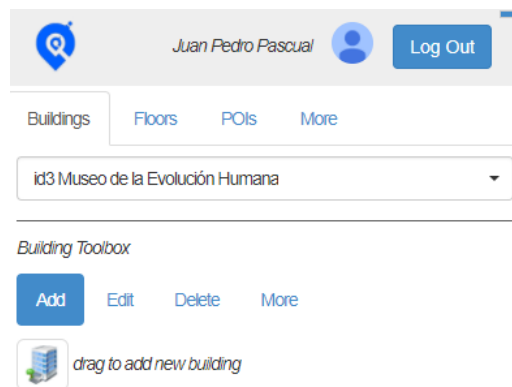 Juan Pedro Pascual Log Out
Buildings Floors POIs More
id3 Museo de la Evolución Humana
Building Toolbox
Add Edit Delete More
drag to add new building